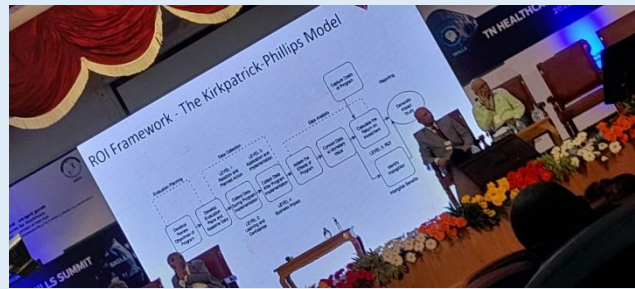 ROI Framework - The Kirkpatrick-Phillips Model
Evaluation Planning
Data Collection
Data Analysis
Reporting
Develop
Review
Objectives of
Program
Develop
Evaluation
Plans and
Baseline Data
LEVEL 1:
Reaction and
Planned Action
Collect Data
During Program
Implementation
LEVEL 2:
Learning and
Confidence
LEVEL 3:
Application and
Implementation
Collect Data
After Program
Implementation
LEVEL 4:
Business Impact
Isolate the
Effects of
Program
Convert Data
to Monetary
Value
Capture Costs
of Program
Calculate the
Return on
Investment
LEVEL 5: ROI
Generate
Impact
Study
Identify
Intangibles
Intangible Benefits
TN HEALTHC
SKILLS
SUMMIT